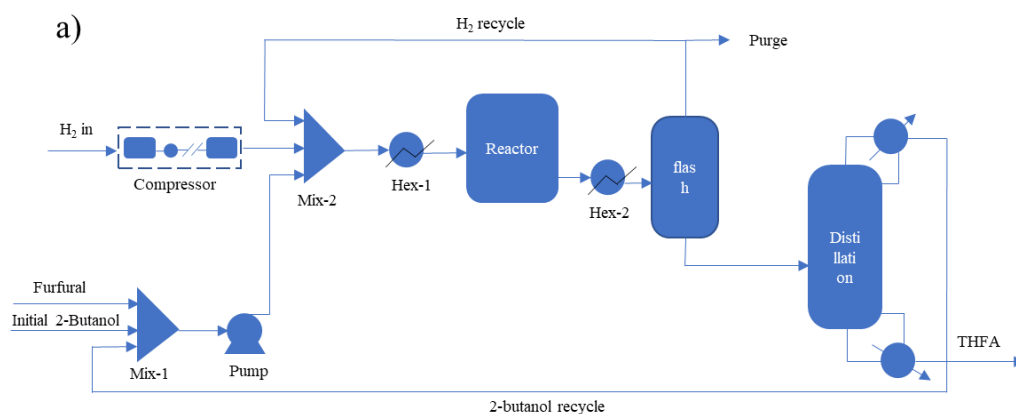 a)
H₂ recycle
Purge
H₂ in
Compressor
Mix-2
Hex-1
Reactor
Hex-2
flas
h
Disti
llati
on
Furfural
Initial 2-Butanol
Mix-1
Pump
THFA
2-butanol recycle